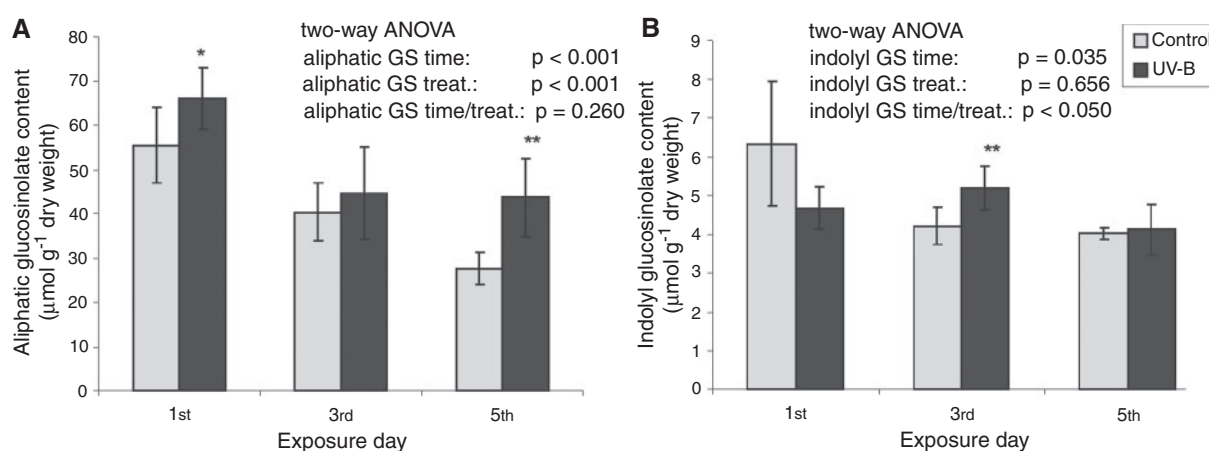 A
two-way ANOVA
aliphatic GS time: p < 0.001
aliphatic GS treat.: p < 0.001
aliphatic GS time/treat.: p = 0.260
Aliphatic glucosinolate content
(µmol g⁻¹ dry weight)
80
70
60
50
40
30
20
10
0
*
**
1st 3rd 5th
Exposure day
B
two-way ANOVA
indolyl GS time: p = 0.035
indolyl GS treat.: p = 0.656
indolyl GS time/treat.: p < 0.050
Control
UV-B
Indolyl glucosinolate content
(µmol g⁻¹ dry weight)
9
8
7
6
5
4
3
2
1
0
**
1st 3rd 5th
Exposure day